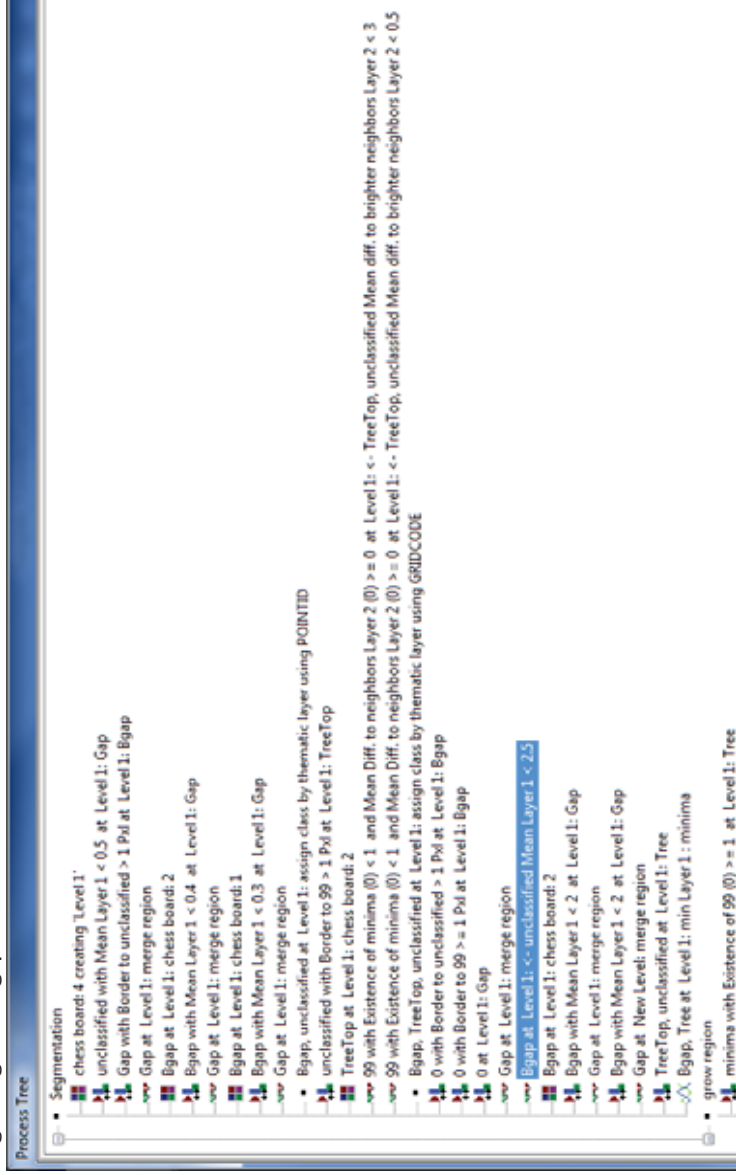 Process Tree
Segmentation
chess board: 4 creating 'Level 1'
unclassified with Mean Layer 1 < 0.5 at Level 1: Gap
Gap with Border to unclassified > 1 Pxl at Level 1: Bgap
Gap at Level 1: merge region
Bgap at Level 1: chess board: 2
Bgap with Mean Layer 1 < 0.4 at Level 1: Gap
Gap at Level 1: merge region
Bgap at Level 1: chess board: 1
Bgap with Mean Layer 1 < 0.3 at Level 1: Gap
Gap at Level 1: merge region
Bgap, unclassified at Level 1: assign class by thematic layer using POINTID
unclassified with Border to 99 > 1 Pxl at Level 1: TreeTop
TreeTop at Level 1: chess board: 2
99 with Existence of minima (0) < 1 and Mean Diff. to neighbors Layer 2 (0) >= 0 at Level 1: <- TreeTop, unclassified Mean diff. to brighter neighbors Layer 2 < 3
99 with Existence of minima (0) < 1 and Mean Diff. to neighbors Layer 2 (0) >= 0 at Level 1: <- TreeTop, unclassified Mean diff. to brighter neighbors Layer 2 < 0.5
Bgap, TreeTop, unclassified at Level 1: assign class by thematic layer using GRIDCODE
0 with Border to unclassified > 1 Pxl at Level 1: Bgap
0 with Border to 99 >= 1 Pxl at Level 1: Bgap
0 at Level 1: Gap
Gap at Level 1: merge region
Bgap at Level 1: <- unclassified Mean Layer 1 < 2.5
Bgap at Level 1: chess board: 2
Bgap with Mean Layer 1 < 2 at Level 1: Gap
Gap at Level 1: merge region
Bgap with Mean Layer 1 < 2 at Level 1: Gap
Gap at New Level: merge region
TreeTop, unclassified at Level 1: Tree
Bgap, Tree at Level 1: min Layer 1 : minima
grow region
minima with Existence of 99 (0) >= 1 at Level 1: Tree